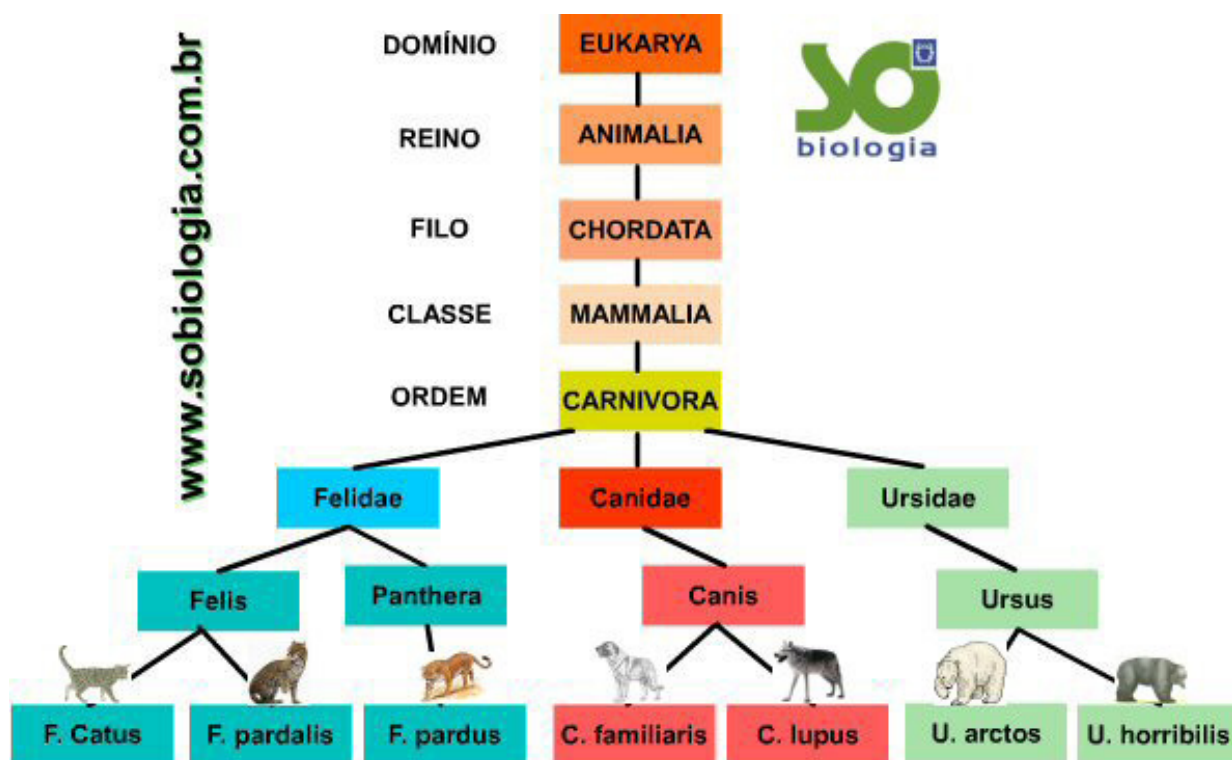 www.sobiologia.com.br
DOMÍNIO
EUKARYA
SO
biologia
REINO
ANIMALIA
FILO
CHORDATA
CLASSE
MAMMALIA
ORDEM
CARNIVORA
Felidae
Canidae
Ursidae
Felis
Panthera
Canis
Ursus
F. Catus
F. pardalis
F. pardus
C. familiaris
C. lupus
U. arctos
U. horribilis